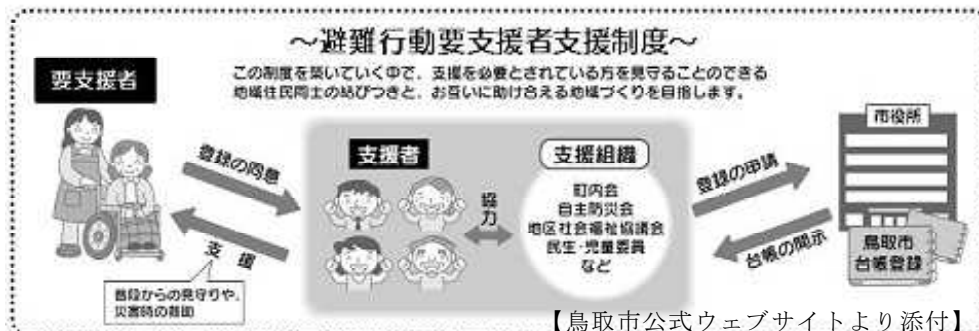 ～避難行動要支援者支援制度～
この制度を築いていく中で、支援を必要とされている方を見守ることのできる
地域住民同士の結びつきと、お互いに助け合える地域づくりを目指します。
要支援者
登録の同意
支援
普段からの見守りや、
災害時の救助
支援者
協力
支援組織
町内会
自主防災会
地区社会福祉協議会
民生・児童委員
など
登録の申請
台帳の開示
市役所
鳥取市
台帳登録
【鳥取市公式ウェブサイトより添付】